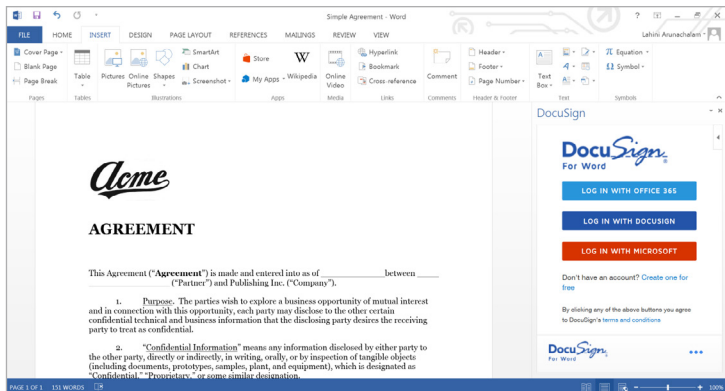 Simple Agreement - Word
?
FILE HOME INSERT DESIGN PAGE LAYOUT REFERENCES MAILINGS REVIEW VIEW
Lahini Arunachalam
Cover Page
Blank Page
Page Break
Table
Pictures
Online Pictures
Shapes
SmartArt
Chart
Screenshot
Store
My Apps
W
Wikipedia
Online Video
Hyperlink
Bookmark
Cross-reference
Comment
Header
Footer
Page Number
Text Box
A
π Equation
Ω Symbol
Pages Tables Illustrations Apps Media Links Comments Header & Footer Text Symbols
Acme
AGREEMENT
This Agreement (“Agreement”) is made and entered into as of ______________between _____
__________________ (“Partner”) and Publishing Inc. (“Company”).
1. Purpose. The parties wish to explore a business opportunity of mutual interest
and in connection with this opportunity, each party may disclose to the other certain
confidential technical and business information that the disclosing party desires the receiving
party to treat as confidential.
2. “Confidential Information” means any information disclosed by either party to
the other party, directly or indirectly, in writing, orally, or by inspection of tangible objects
(including documents, prototypes, samples, plant, and equipment), which is designated as
“Confidential,” “Proprietary,” or some similar designation.
DocuSign
DocuSign
For Word
LOG IN WITH OFFICE 365
LOG IN WITH DOCUSIGN
LOG IN WITH MICROSOFT
Don't have an account? Create one for
free
By clicking any of the above buttons you agree
to DocuSign's terms and conditions
DocuSign
For Word
PAGE 1 OF 1 151 WORDS
100%